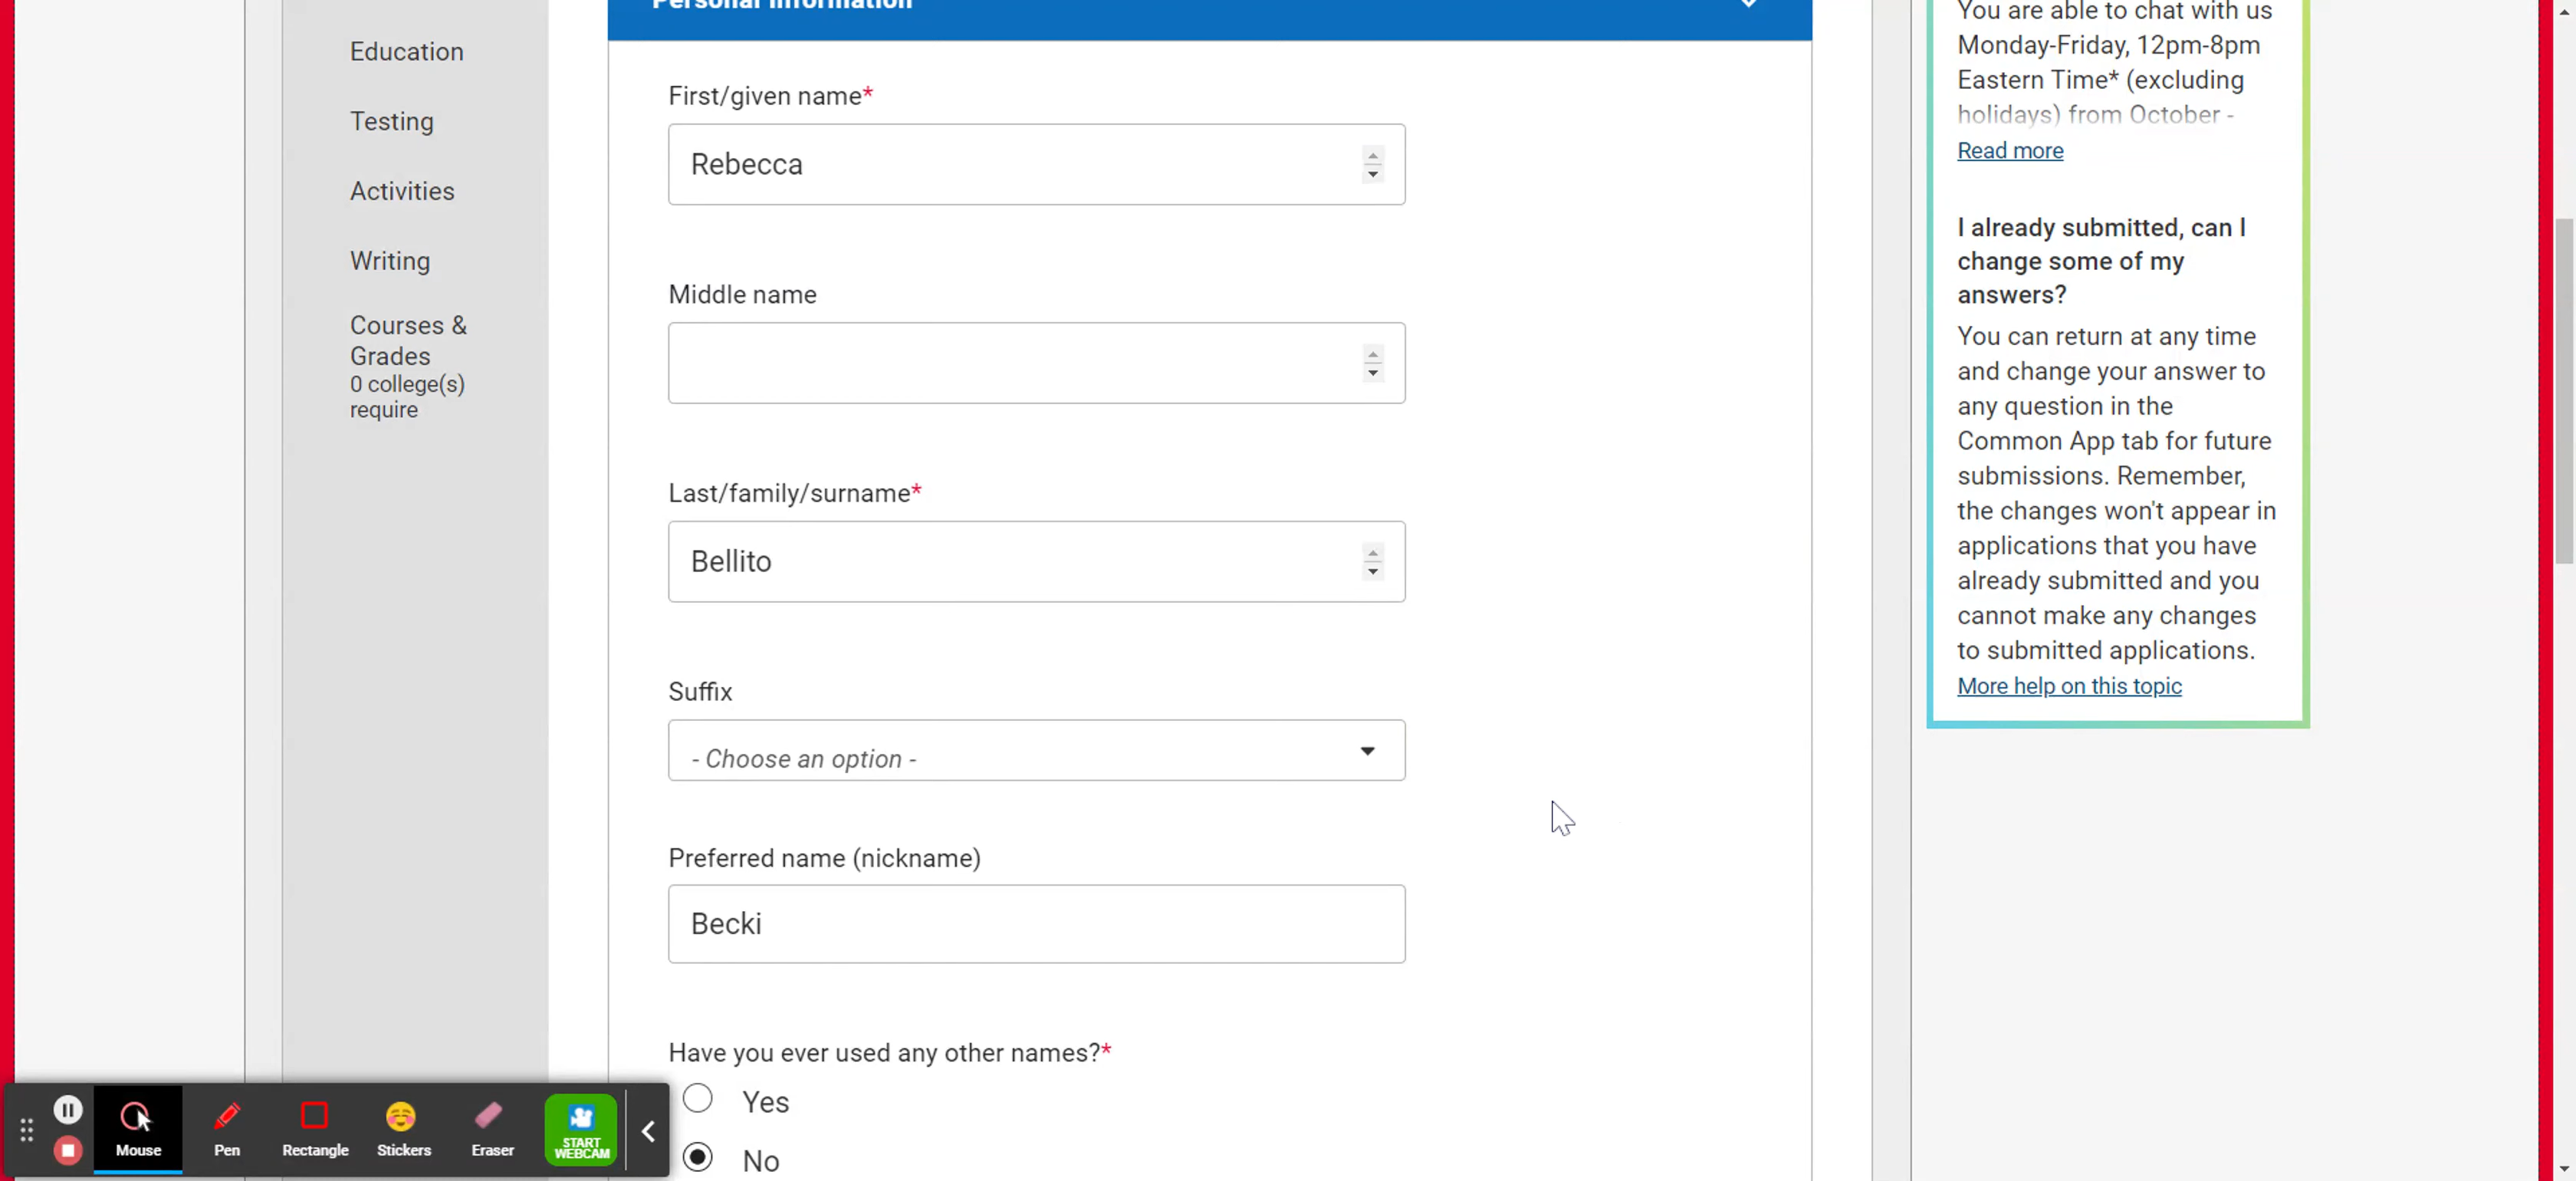 Personal Information
Education
Testing
Activities
Writing
Courses &
Grades
0 college(s)
require
First/given name*
Rebecca
Middle name
Last/family/surname*
Bellito
Suffix
- Choose an option -
Preferred name (nickname)
Becki
Have you ever used any other names?*
Yes
No
You are able to chat with us
Monday-Friday, 12pm-8pm
Eastern Time* (excluding
holidays) from October -
Read more
I already submitted, can I
change some of my
answers?
You can return at any time
and change your answer to
any question in the
Common App tab for future
submissions. Remember,
the changes won't appear in
applications that you have
already submitted and you
cannot make any changes
to submitted applications.
More help on this topic
Mouse
Pen
Rectangle
Stickers
Eraser
START
WEBCAM